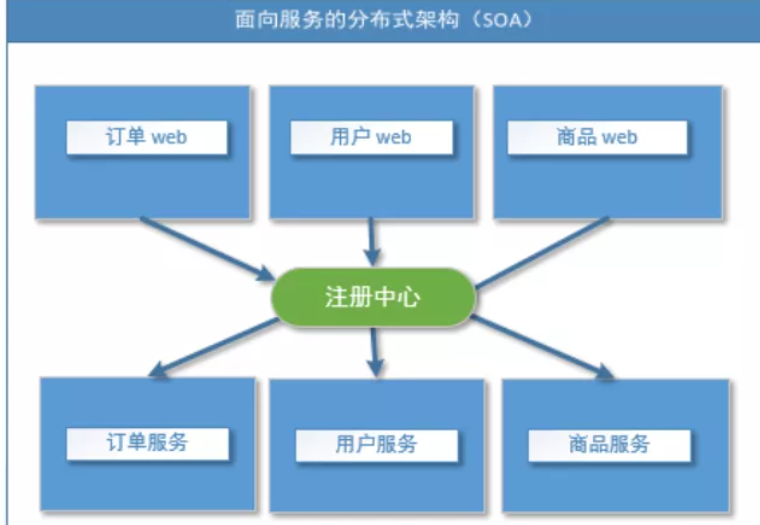 面向服务的分布式架构（SOA）
订单 web
用户 web
商品 web
注册中心
订单服务
用户服务
商品服务